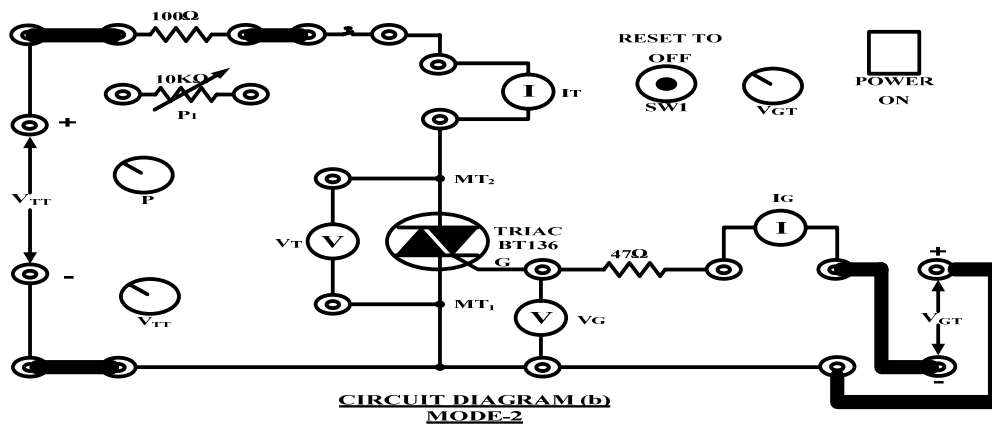 100Ω
RESET TO
OFF
SW1
POWER
ON
10KΩ
P1
I
IT
VGT
+
VTT
-
P
VTT
MT2
VT
V
TRIAC
BT136
G
MT1
47Ω
IG
I
V
VG
+
VGT
-
CIRCUIT DIAGRAM (b)
MODE-2